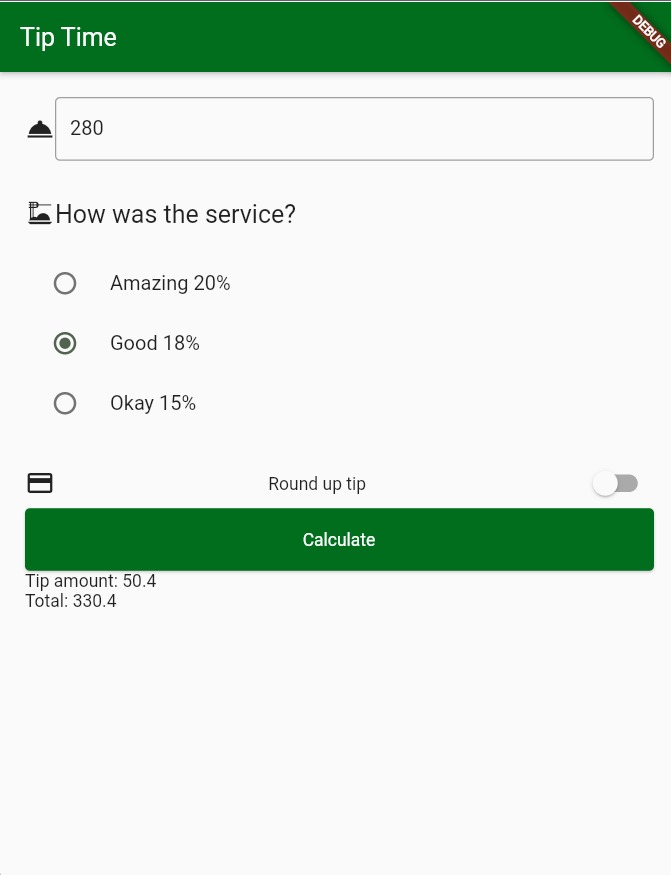 Tip Time
DEBUG
280
How was the service?
Amazing 20%
Good 18%
Okay 15%
Round up tip
Calculate
Tip amount: 50.4
Total: 330.4